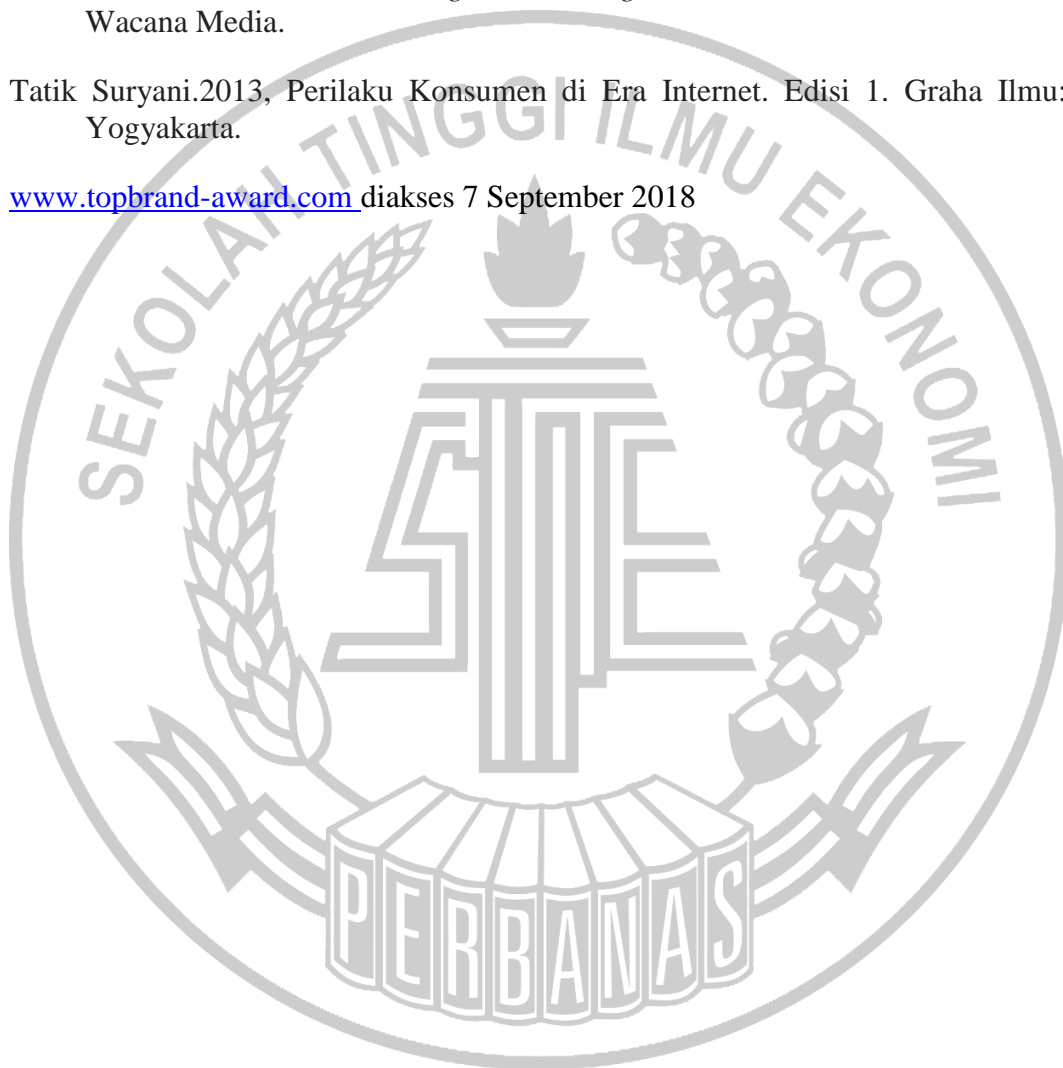 Wacana Media.
Tatik Suryani.2013, Perilaku Konsumen di Era Internet. Edisi 1. Graha Ilmu:
Yogyakarta.
www.topbrand-award.com diakses 7 September 2018
SEKOLAH TINGGI ILMU EKONOMI
STIE
PERBANAS